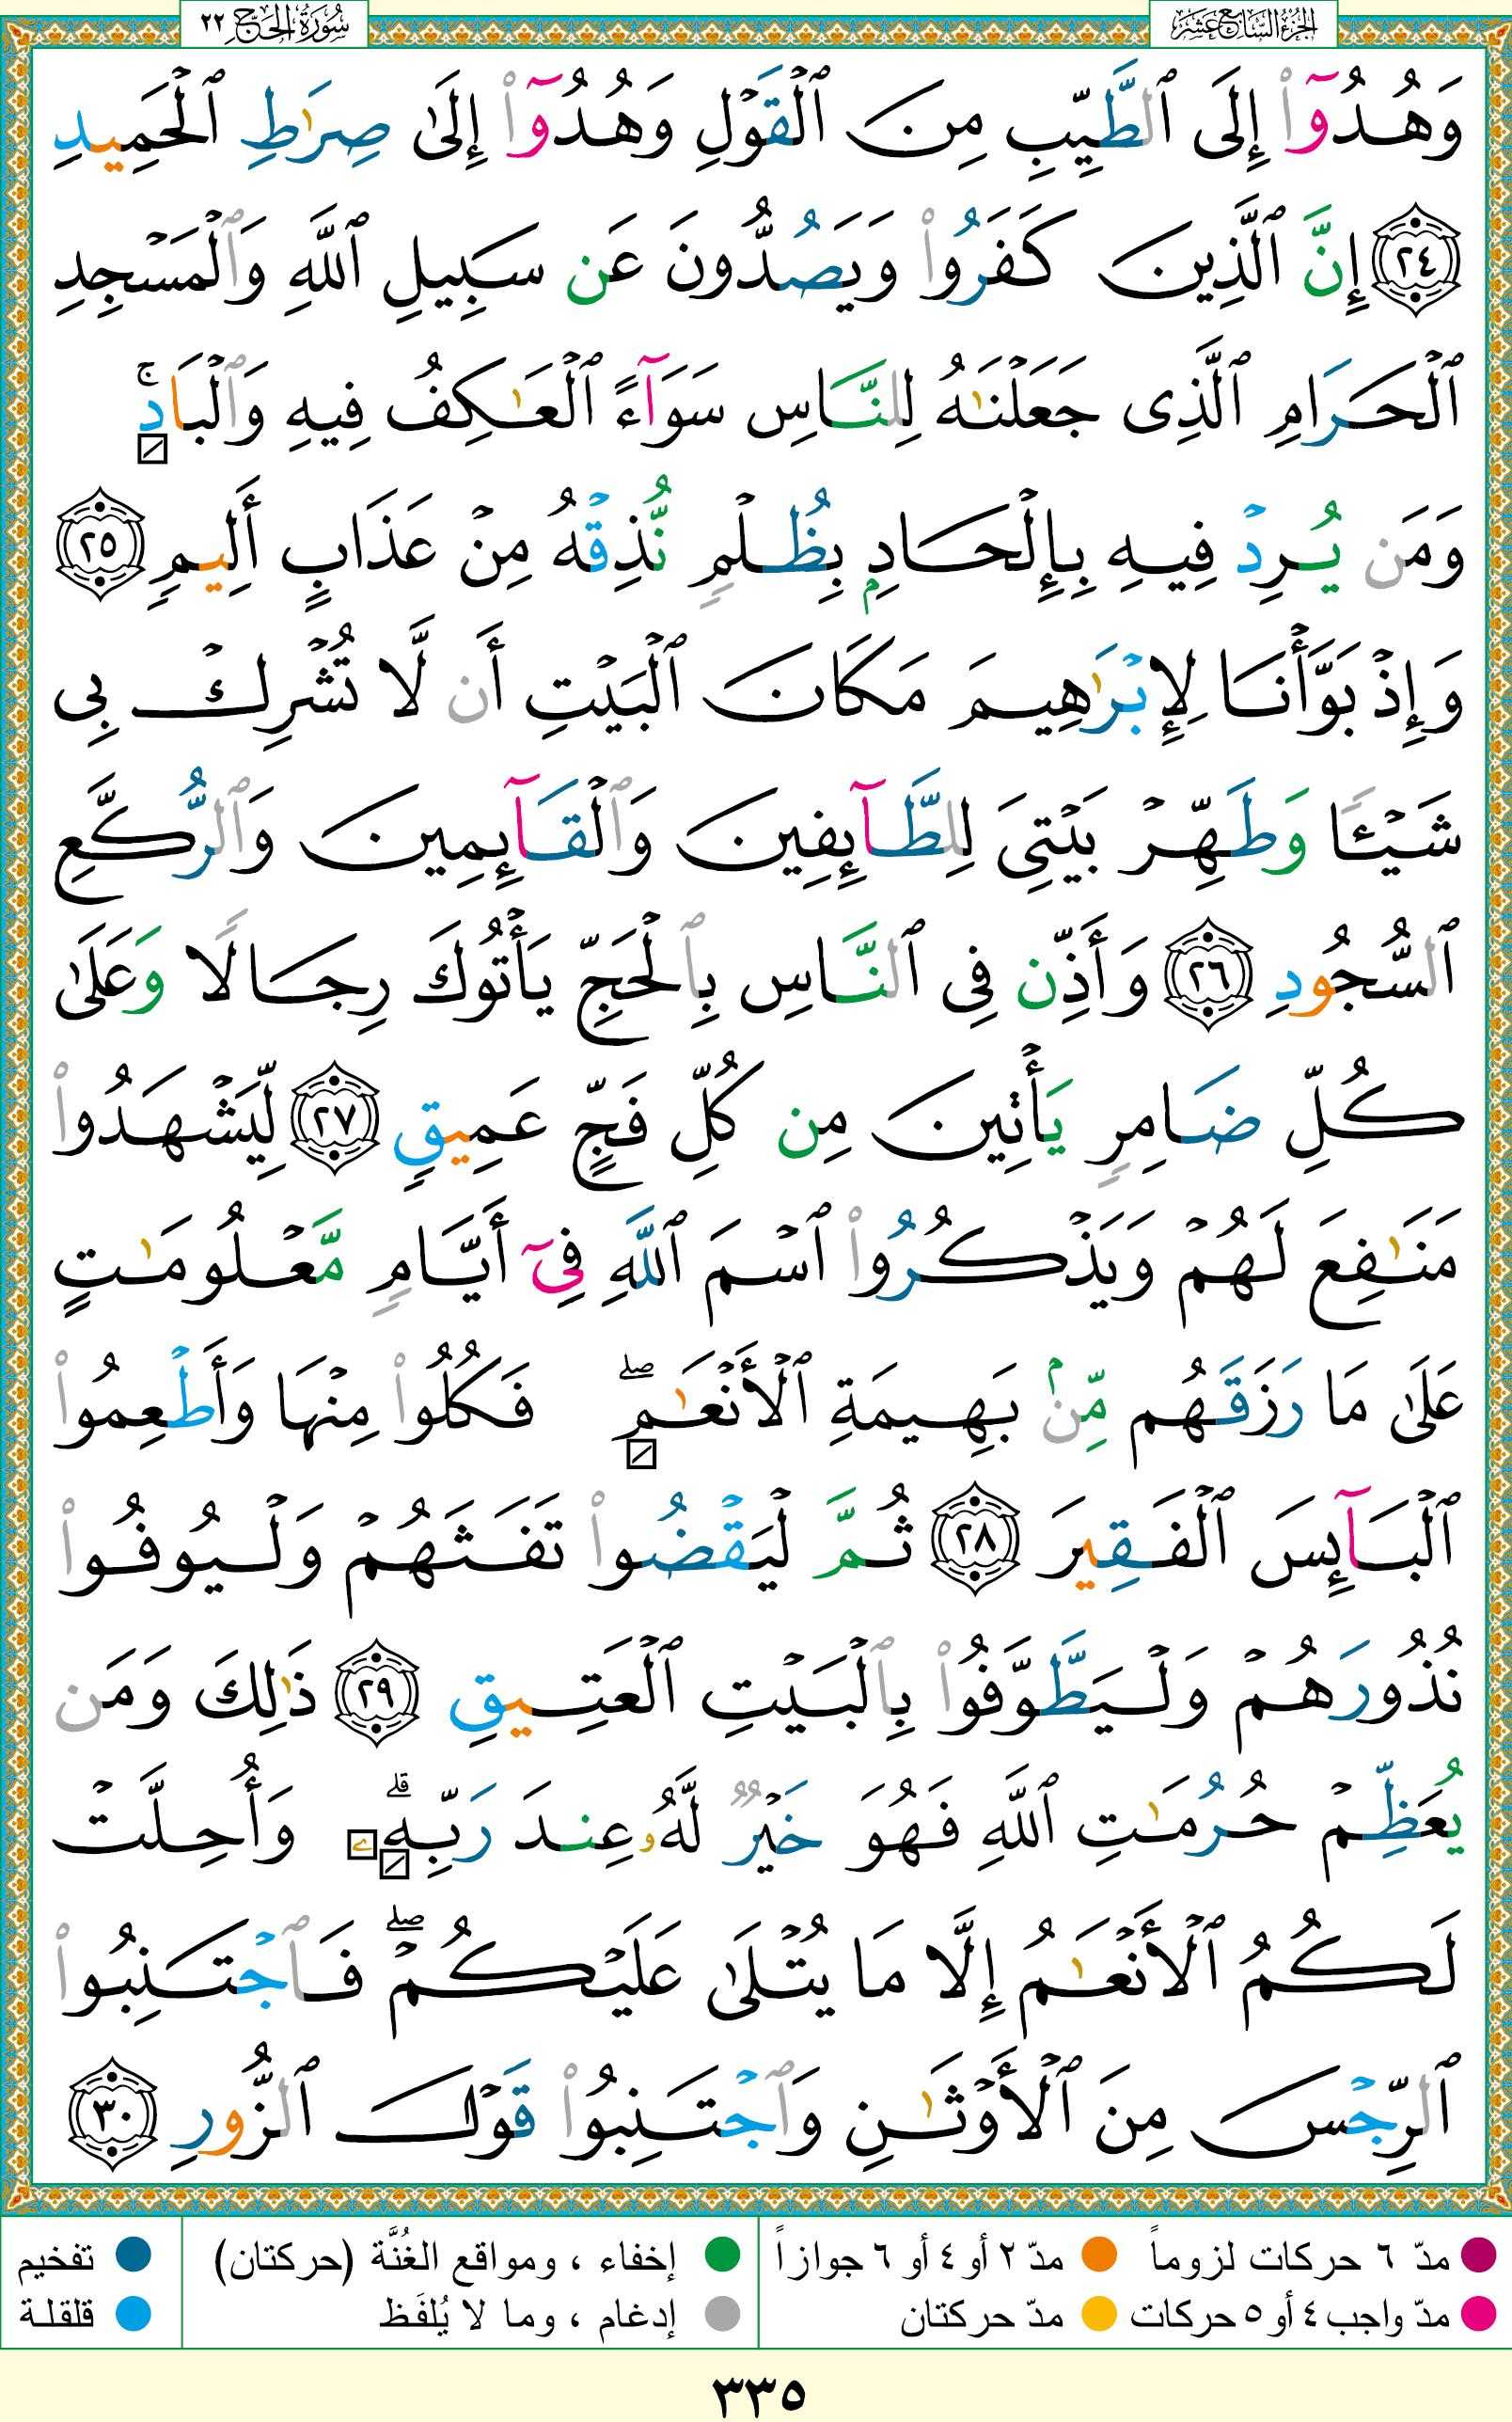 الجزء السابع عشر
سورة الحج ٢٢
وَهُدُوٓا۟ إِلَى ٱلطَّيِّبِ مِنَ ٱلْقَوْلِ وَهُدُوٓا۟ إِلَىٰ صِرَٰطِ ٱلْحَمِيدِ
٢٤ إِنَّ ٱلَّذِينَ كَفَرُوا۟ وَيَصُدُّونَ عَن سَبِيلِ ٱللَّهِ وَٱلْمَسْجِدِ
ٱلْحَرَامِ ٱلَّذِى جَعَلْنَٰهُ لِلنَّاسِ سَوَآءً ٱلْعَٰكِفُ فِيهِ وَٱلْبَادِ ۚ
وَمَن يُرِدْ فِيهِ بِإِلْحَادٍۭ بِظُلْمٍ نُّذِقْهُ مِنْ عَذَابٍ أَلِيمٍ ٢٥
وَإِذْ بَوَّأْنَا لِإِبْرَٰهِيمَ مَكَانَ ٱلْبَيْتِ أَن لَّا تُشْرِكْ بِى
شَيْـًٔا وَطَهِّرْ بَيْتِىَ لِلطَّآئِفِينَ وَٱلْقَآئِمِينَ وَٱلرُّكَّعِ
ٱلسُّجُودِ ٢٦ وَأَذِّن فِى ٱلنَّاسِ بِٱلْحَجِّ يَأْتُوكَ رِجَالًا وَعَلَىٰ
كُلِّ ضَامِرٍ يَأْتِينَ مِن كُلِّ فَجٍّ عَمِيقٍ ٢٧ لِّيَشْهَدُوا۟
مَنَٰفِعَ لَهُمْ وَيَذْكُرُوا۟ ٱسْمَ ٱللَّهِ فِىٓ أَيَّامٍ مَّعْلُومَٰتٍ
عَلَىٰ مَا رَزَقَهُم مِّنۢ بَهِيمَةِ ٱلْأَنْعَٰمِ ۖ فَكُلُوا۟ مِنْهَا وَأَطْعِمُوا۟
ٱلْبَآئِسَ ٱلْفَقِيرَ ٢٨ ثُمَّ لْيَقْضُوا۟ تَفَثَهُمْ وَلْيُوفُوا۟
نُذُورَهُمْ وَلْيَطَّوَّفُوا۟ بِٱلْبَيْتِ ٱلْعَتِيقِ ٢٩ ذَٰلِكَ وَمَن
يُعَظِّمْ حُرُمَٰتِ ٱللَّهِ فَهُوَ خَيْرٌ لَّهُۥ عِندَ رَبِّهِۦ ۗ وَأُحِلَّتْ
لَكُمُ ٱلْأَنْعَٰمُ إِلَّا مَا يُتْلَىٰ عَلَيْكُمْ ۖ فَٱجْتَنِبُوا۟
ٱلرِّجْسَ مِنَ ٱلْأَوْثَٰنِ وَٱجْتَنِبُوا۟ قَوْلَ ٱلزُّورِ ٣٠
مدّ ٦ حركات لزوماً مدّ ٢ أو ٤ أو ٦ جوازاً إخفاء ، ومواقع الغُنَّة (حركتان) تفخيم
مدّ واجب ٤ أو ٥ حركات مدّ حركتان إدغام ، وما لا يُلفَظ قلقلة
٣٣٥